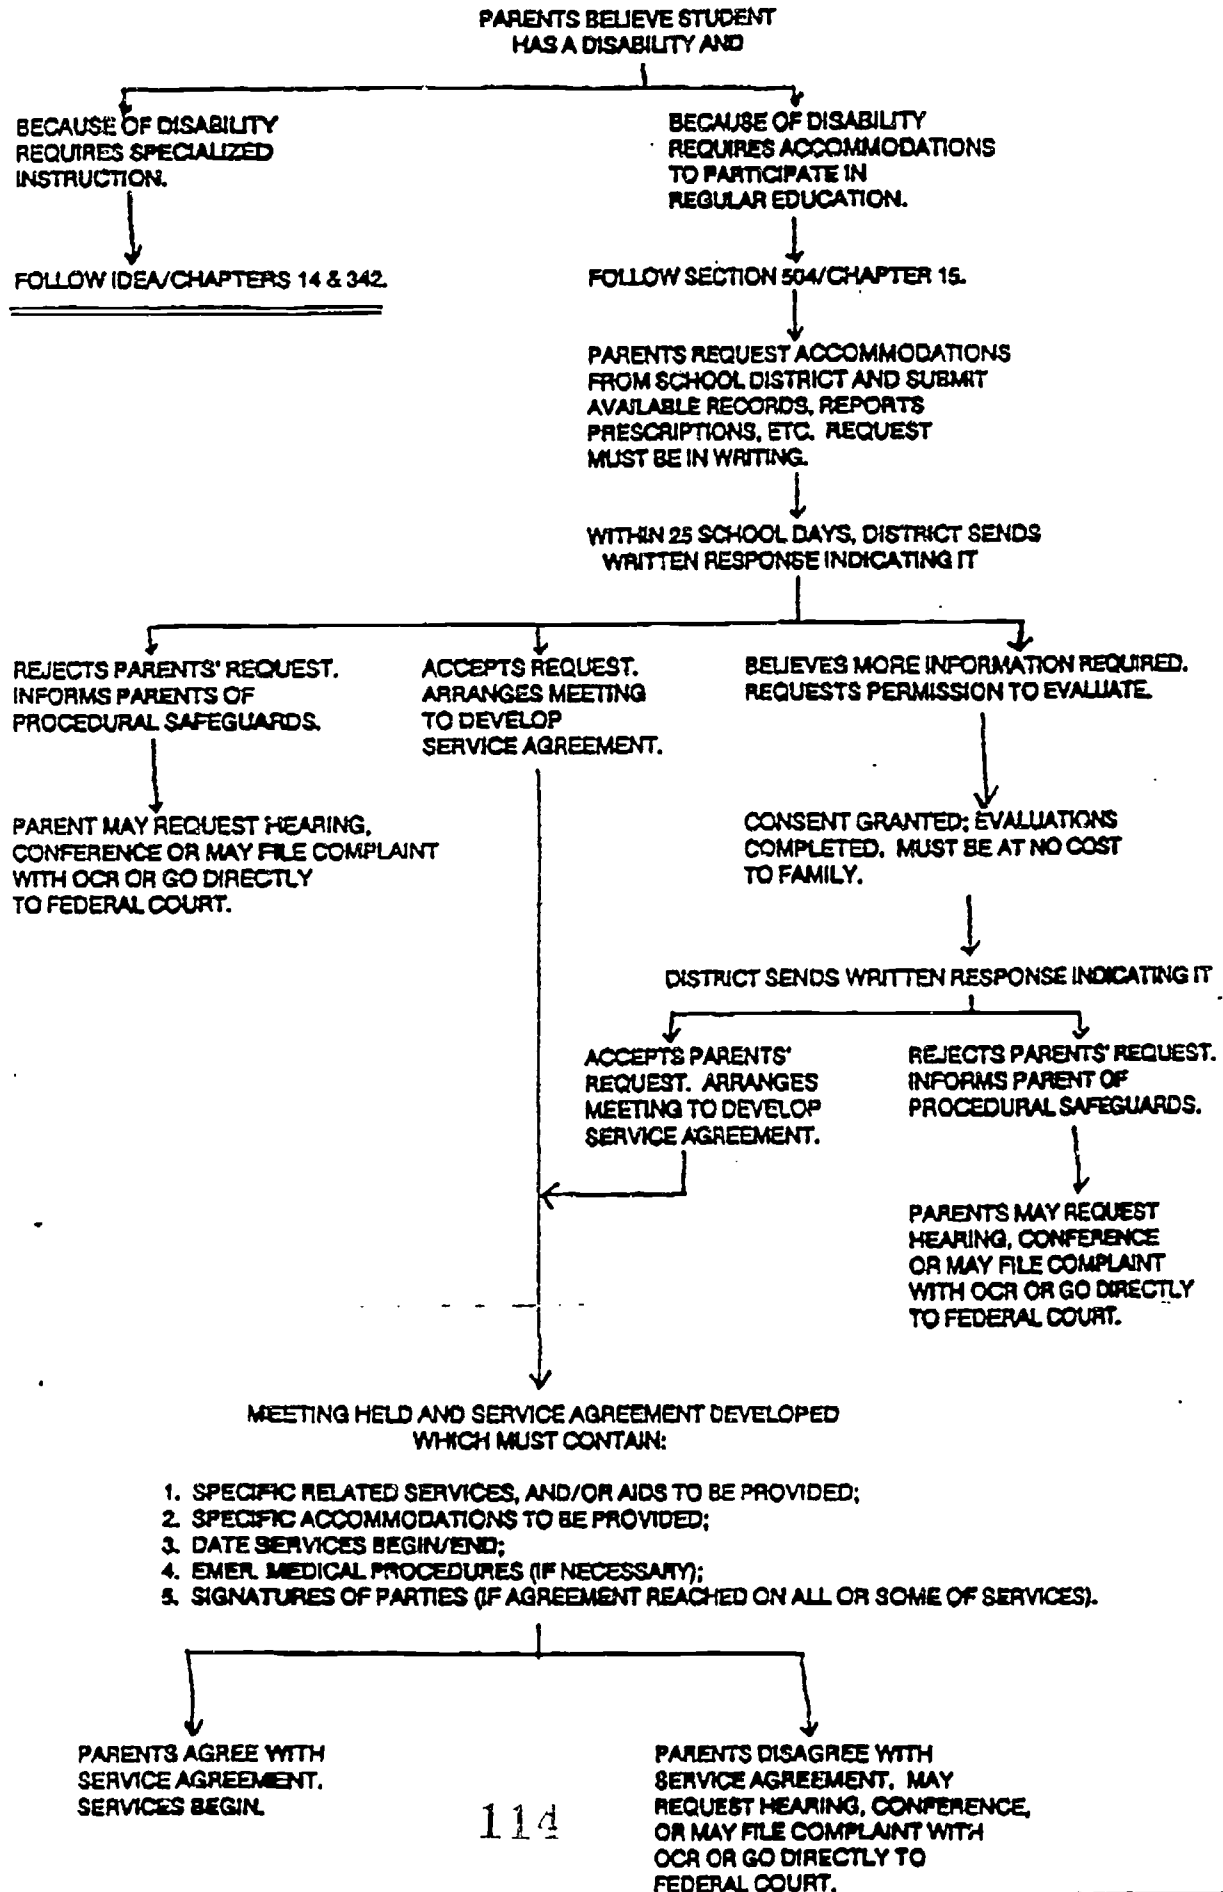 PARENTS BELIEVE STUDENT
HAS A DISABILITY AND
BECAUSE OF DISABILITY
REQUIRES SPECIALIZED
INSTRUCTION.
FOLLOW IDEA/CHAPTERS 14 & 342.
BECAUSE OF DISABILITY
REQUIRES ACCOMMODATIONS
TO PARTICIPATE IN
REGULAR EDUCATION.
FOLLOW SECTION 504/CHAPTER 15.
PARENTS REQUEST ACCOMMODATIONS
FROM SCHOOL DISTRICT AND SUBMIT
AVAILABLE RECORDS, REPORTS
PRESCRIPTIONS, ETC. REQUEST
MUST BE IN WRITING.
WITHIN 25 SCHOOL DAYS, DISTRICT SENDS
WRITTEN RESPONSE INDICATING IT
REJECTS PARENTS' REQUEST.
INFORMS PARENTS OF
PROCEDURAL SAFEGUARDS.
PARENT MAY REQUEST HEARING,
CONFERENCE OR MAY FILE COMPLAINT
WITH OCR OR GO DIRECTLY
TO FEDERAL COURT.
ACCEPTS REQUEST.
ARRANGES MEETING
TO DEVELOP
SERVICE AGREEMENT.
BELIEVES MORE INFORMATION REQUIRED.
REQUESTS PERMISSION TO EVALUATE.
CONSENT GRANTED; EVALUATIONS
COMPLETED. MUST BE AT NO COST
TO FAMILY.
DISTRICT SENDS WRITTEN RESPONSE INDICATING IT
ACCEPTS PARENTS'
REQUEST. ARRANGES
MEETING TO DEVELOP
SERVICE AGREEMENT.
REJECTS PARENTS' REQUEST.
INFORMS PARENT OF
PROCEDURAL SAFEGUARDS.
PARENTS MAY REQUEST
HEARING, CONFERENCE
OR MAY FILE COMPLAINT
WITH OCR OR GO DIRECTLY
TO FEDERAL COURT.
MEETING HELD AND SERVICE AGREEMENT DEVELOPED
WHICH MUST CONTAIN:
1. SPECIFIC RELATED SERVICES, AND/OR AIDS TO BE PROVIDED;
2. SPECIFIC ACCOMMODATIONS TO BE PROVIDED;
3. DATE SERVICES BEGIN/END;
4. EMER. MEDICAL PROCEDURES (IF NECESSARY);
5. SIGNATURES OF PARTIES (IF AGREEMENT REACHED ON ALL OR SOME OF SERVICES).
PARENTS AGREE WITH
SERVICE AGREEMENT.
SERVICES BEGIN.
PARENTS DISAGREE WITH
SERVICE AGREEMENT. MAY
REQUEST HEARING, CONFERENCE,
OR MAY FILE COMPLAINT WITH
OCR OR GO DIRECTLY TO
FEDERAL COURT.
114